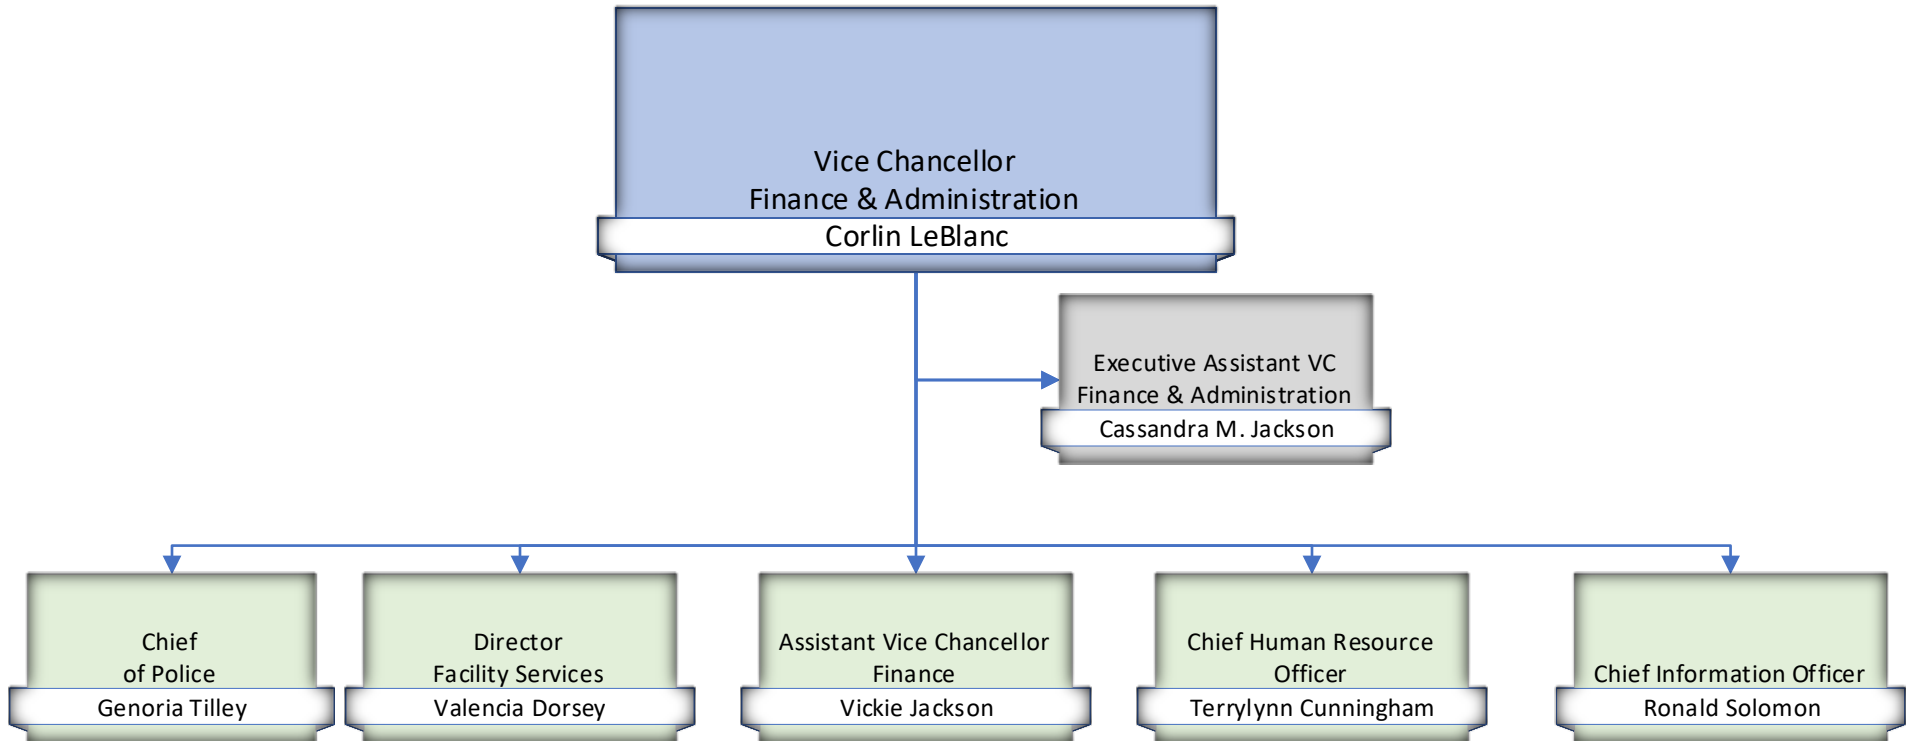 Vice Chancellor
Finance & Administration
Corlin LeBlanc
Executive Assistant VC
Finance & Administration
Cassandra M. Jackson
Chief
of Police
Genoria Tilley
Director
Facility Services
Valencia Dorsey
Assistant Vice Chancellor
Finance
Vickie Jackson
Chief Human Resource
Officer
Terrylynn Cunningham
Chief Information Officer
Ronald Solomon